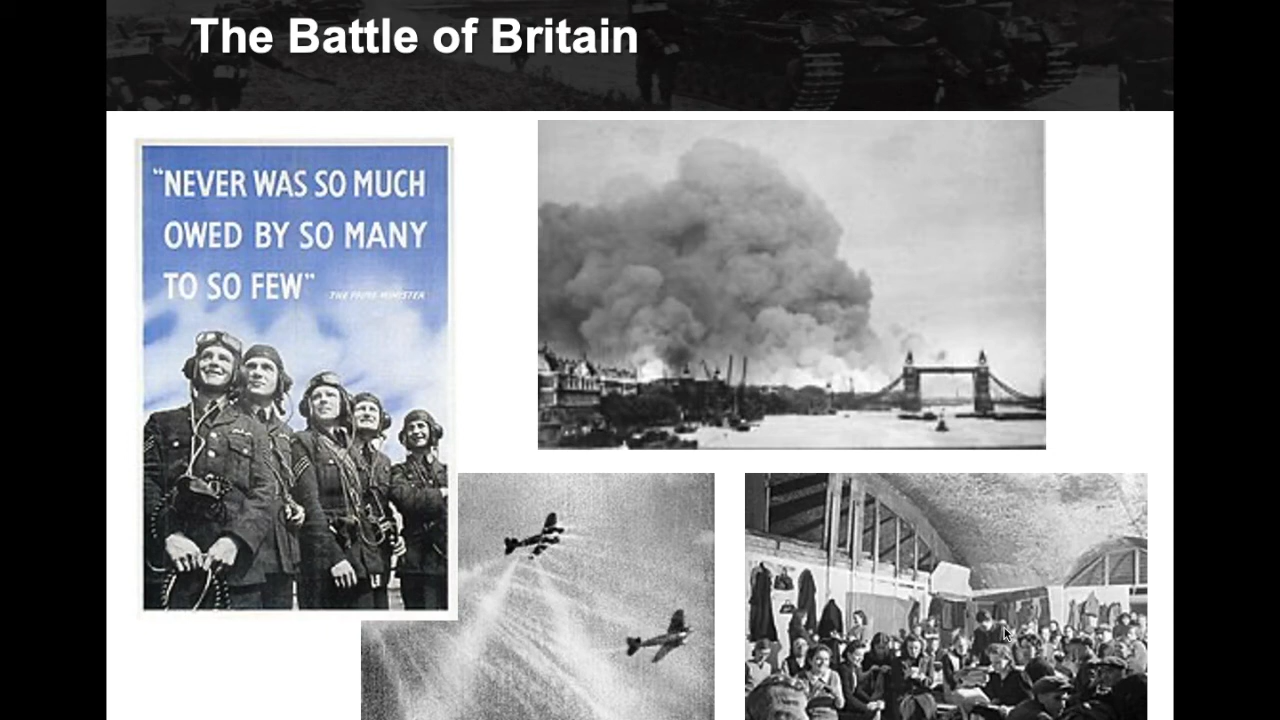 The Battle of Britain
“NEVER WAS SO MUCH
OWED BY SO MANY
TO SO FEW”
THE PRIME MINISTER